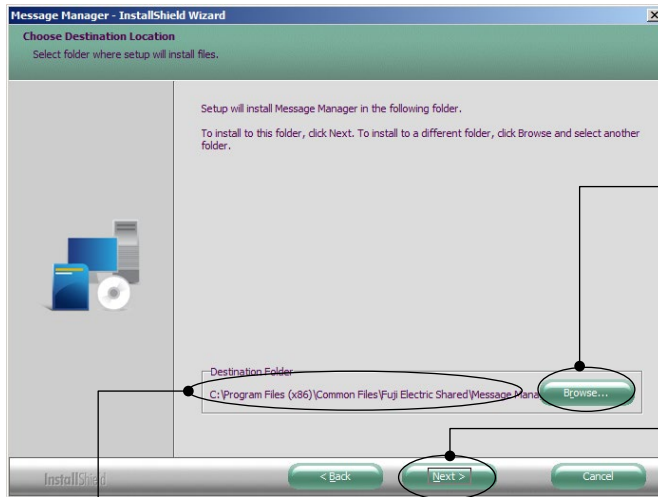 Message Manager - InstallShield Wizard
Choose Destination Location
Select folder where setup will install files.
Setup will install Message Manager in the following folder.
To install to this folder, click Next. To install to a different folder, click Browse and select another
folder.
Destination Folder
C:\Program Files (x86)\Common Files\Fuji Electric Shared\Message Mana
Browse...
InstallShield
< Back
Next >
Cancel